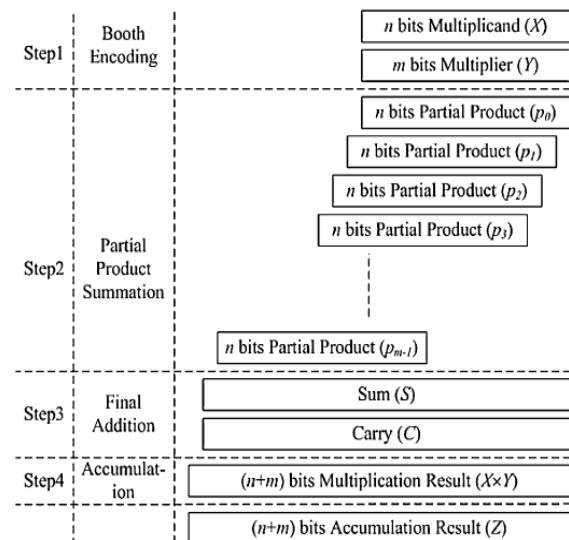 Step1
Booth
Encoding
n bits Multiplicand (X)
m bits Multiplier (Y)
Step2
Partial
Product
Summation
n bits Partial Product (p0)
n bits Partial Product (p1)
n bits Partial Product (p2)
n bits Partial Product (p3)
n bits Partial Product (pm-1)
Step3
Final
Addition
Sum (S)
Carry (C)
Step4
Accumulat-
ion
(n+m) bits Multiplication Result (X×Y)
(n+m) bits Accumulation Result (Z)